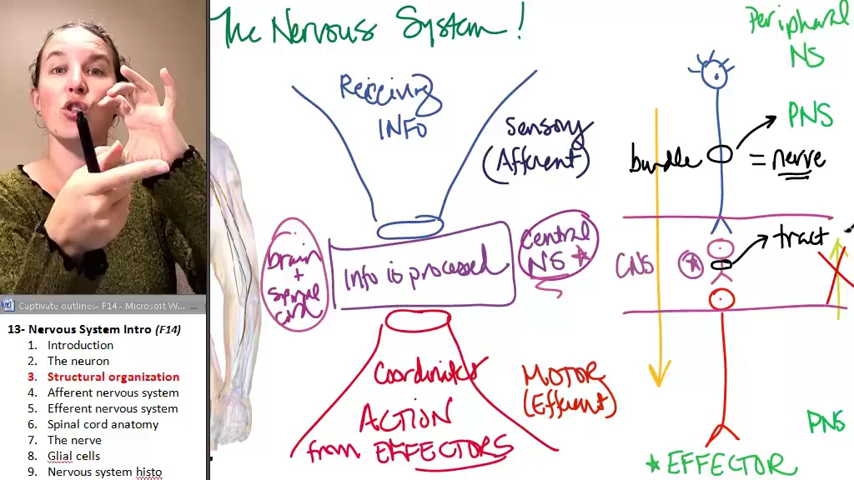 The Nervous System!
Peripheral
NS
Receiving
INFO
Sensory
(Afferent)
PNS
bundle
= nerve
tract
CNS
brain
+
spinal
cord
Info is processed
Central
NS
Coordinates
ACTION
from EFFECTORS
MOTOR
(Efferent)
PNS
EFFECTOR
Captivate outlines- F14 - Microsoft W...
13- Nervous System Intro (F14)
1. Introduction
2. The neuron
3. Structural organization
4. Afferent nervous system
5. Efferent nervous system
6. Spinal cord anatomy
7. The nerve
8. Glial cells
9. Nervous system histo